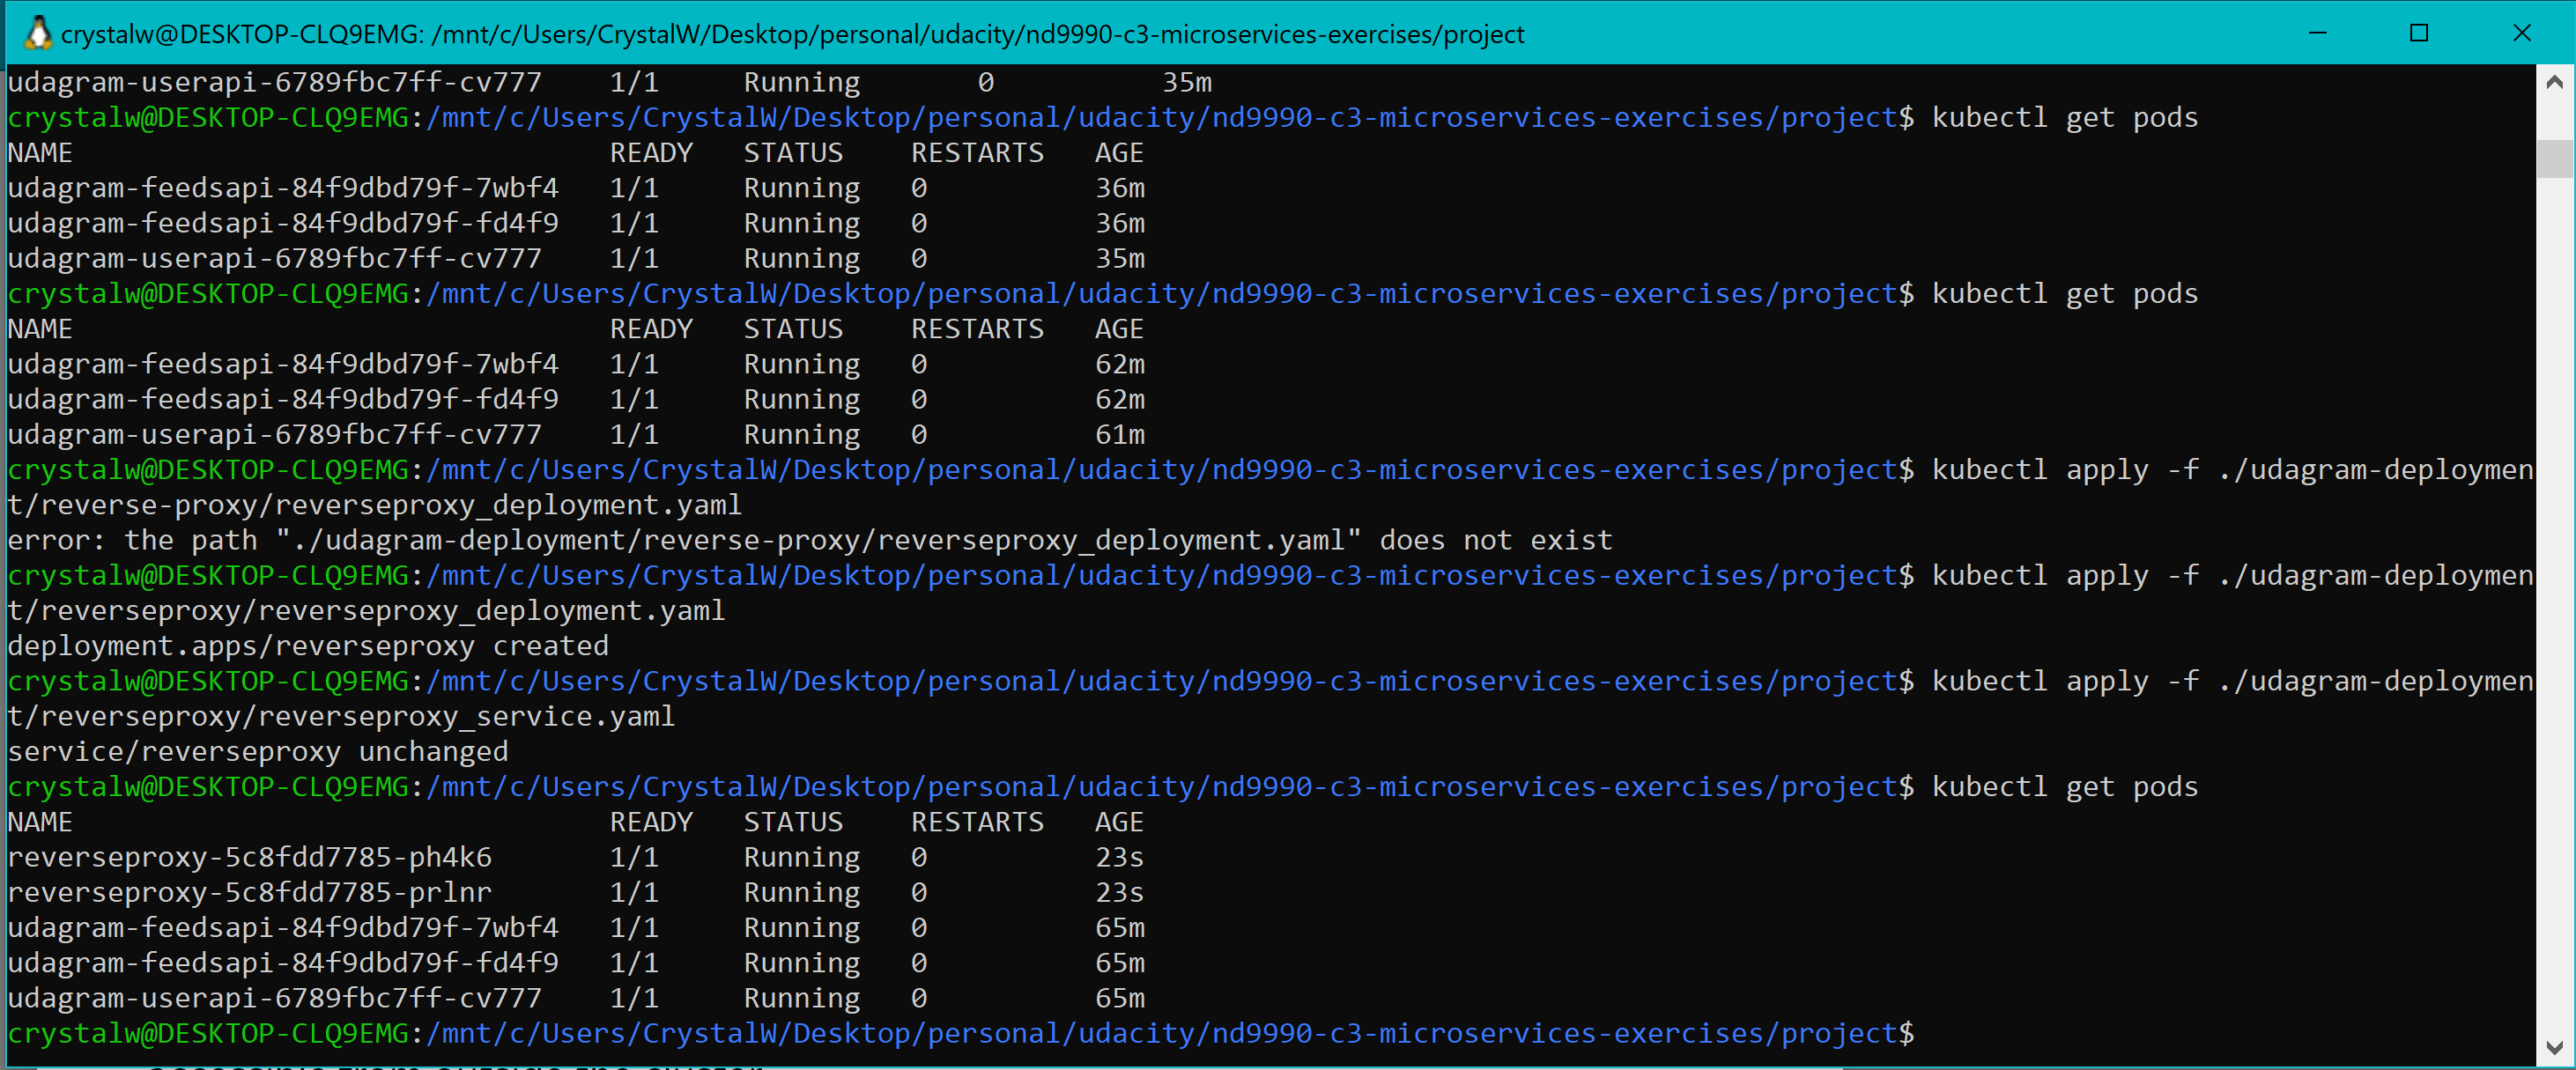 crystalw@DESKTOP-CLQ9EMG: /mnt/c/Users/CrystalW/Desktop/personal/udacity/nd9990-c3-microservices-exercises/project
udagram-userapi-6789fbc7ff-cv777    1/1     Running       0          35m
crystalw@DESKTOP-CLQ9EMG:/mnt/c/Users/CrystalW/Desktop/personal/udacity/nd9990-c3-microservices-exercises/project$ kubectl get pods
NAME                                READY   STATUS    RESTARTS   AGE
udagram-feedsapi-84f9dbd79f-7wbf4   1/1     Running   0          36m
udagram-feedsapi-84f9dbd79f-fd4f9   1/1     Running   0          36m
udagram-userapi-6789fbc7ff-cv777    1/1     Running   0          35m
crystalw@DESKTOP-CLQ9EMG:/mnt/c/Users/CrystalW/Desktop/personal/udacity/nd9990-c3-microservices-exercises/project$ kubectl get pods
NAME                                READY   STATUS    RESTARTS   AGE
udagram-feedsapi-84f9dbd79f-7wbf4   1/1     Running   0          62m
udagram-feedsapi-84f9dbd79f-fd4f9   1/1     Running   0          62m
udagram-userapi-6789fbc7ff-cv777    1/1     Running   0          61m
crystalw@DESKTOP-CLQ9EMG:/mnt/c/Users/CrystalW/Desktop/personal/udacity/nd9990-c3-microservices-exercises/project$ kubectl apply -f ./udagram-deploymen
t/reverse-proxy/reverseproxy_deployment.yaml
error: the path "./udagram-deployment/reverse-proxy/reverseproxy_deployment.yaml" does not exist
crystalw@DESKTOP-CLQ9EMG:/mnt/c/Users/CrystalW/Desktop/personal/udacity/nd9990-c3-microservices-exercises/project$ kubectl apply -f ./udagram-deploymen
t/reverseproxy/reverseproxy_deployment.yaml
deployment.apps/reverseproxy created
crystalw@DESKTOP-CLQ9EMG:/mnt/c/Users/CrystalW/Desktop/personal/udacity/nd9990-c3-microservices-exercises/project$ kubectl apply -f ./udagram-deploymen
t/reverseproxy/reverseproxy_service.yaml
service/reverseproxy unchanged
crystalw@DESKTOP-CLQ9EMG:/mnt/c/Users/CrystalW/Desktop/personal/udacity/nd9990-c3-microservices-exercises/project$ kubectl get pods
NAME                                READY   STATUS    RESTARTS   AGE
reverseproxy-5c8fdd7785-ph4k6       1/1     Running   0          23s
reverseproxy-5c8fdd7785-prlnr       1/1     Running   0          23s
udagram-feedsapi-84f9dbd79f-7wbf4   1/1     Running   0          65m
udagram-feedsapi-84f9dbd79f-fd4f9   1/1     Running   0          65m
udagram-userapi-6789fbc7ff-cv777    1/1     Running   0          65m
crystalw@DESKTOP-CLQ9EMG:/mnt/c/Users/CrystalW/Desktop/personal/udacity/nd9990-c3-microservices-exercises/project$